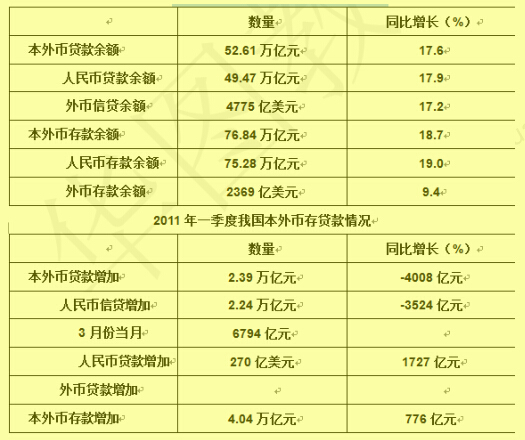 数量 同比增长（%）
本外币贷款余额 52.61 万亿元 17.6
人民币贷款余额 49.47 万亿元 17.9
外币信贷余额 4775 亿美元 17.2
本外币存款余额 76.84 万亿元 18.7
人民币存款余额 75.28 万亿元 19.0
外币存款余额 2369 亿美元 9.4
2011 年一季度我国本外币存贷款情况
数量 同比增长（%）
本外币贷款增加 2.39 万亿元 -4008 亿元
人民币信贷增加 2.24 万亿元 -3524 亿元
3 月份当月 6794 亿元
人民币贷款增加 270 亿美元 1727 亿元
外币贷款增加
本外币存款增加 4.04 万亿元 776 亿元